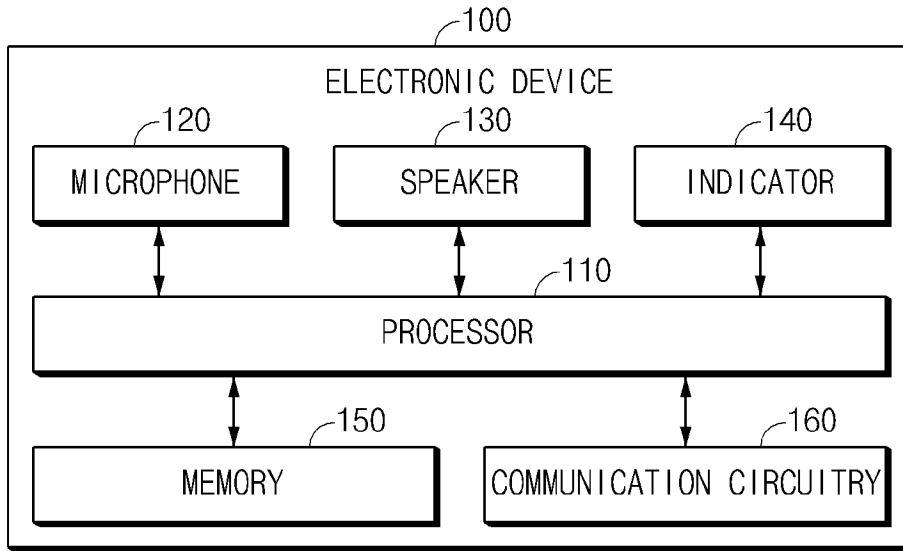 100
ELECTRONIC DEVICE
120 130 140
MICROPHONE SPEAKER INDICATOR
110
PROCESSOR
150 160
MEMORY COMMUNICATION CIRCUITRY